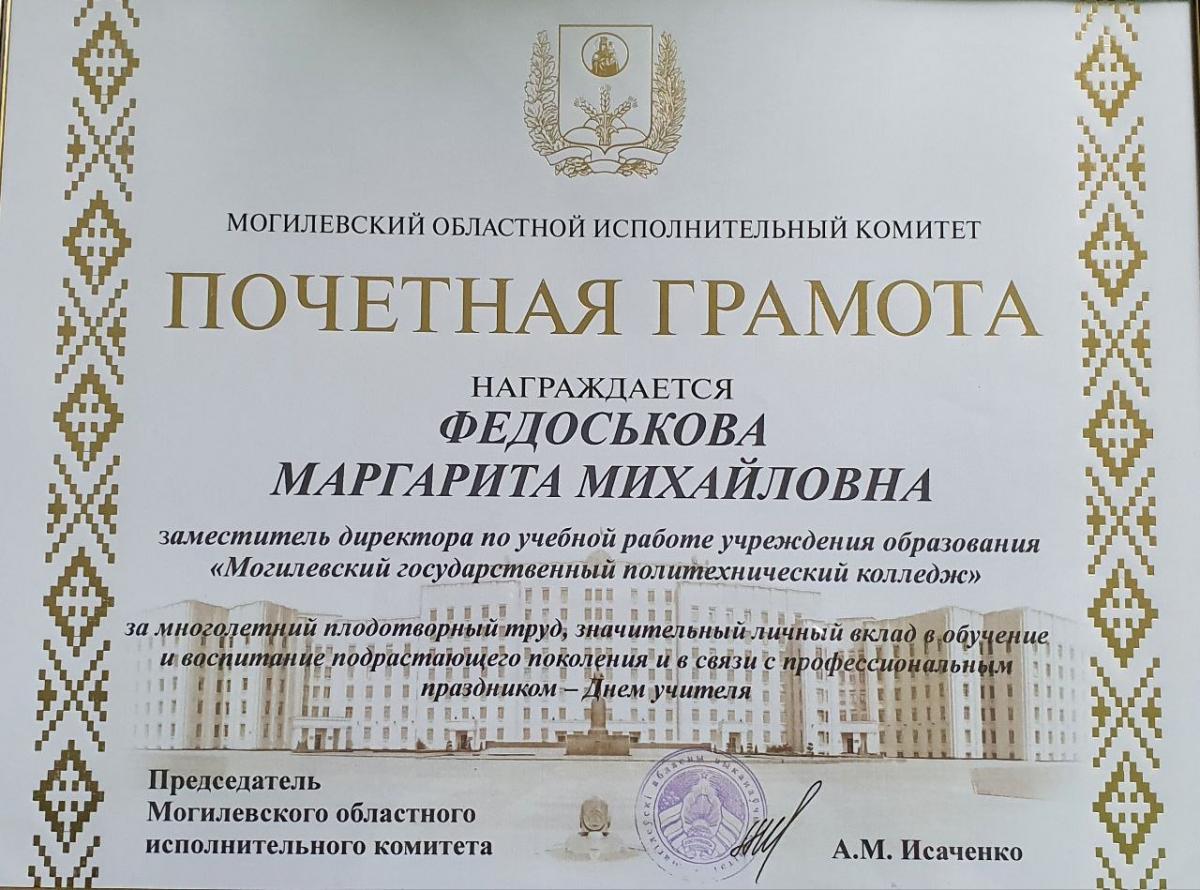 МОГИЛЕВСКИЙ ОБЛАСТНОЙ ИСПОЛНИТЕЛЬНЫЙ КОМИТЕТ
ПОЧЕТНАЯ ГРАМОТА
НАГРАЖДАЕТСЯ
ФЕДОСЬКОВА
МАРГАРИТА МИХАЙЛОВНА
заместитель директора по учебной работе учреждения образования
«Могилевский государственный политехнический колледж»
за многолетний плодотворный труд, значительный личный вклад в обучение
и воспитание подрастающего поколения и в связи с профессиональным
праздником – Днем учителя
Председатель
Могилевского областного
исполнительного комитета
А.М. Исаченко